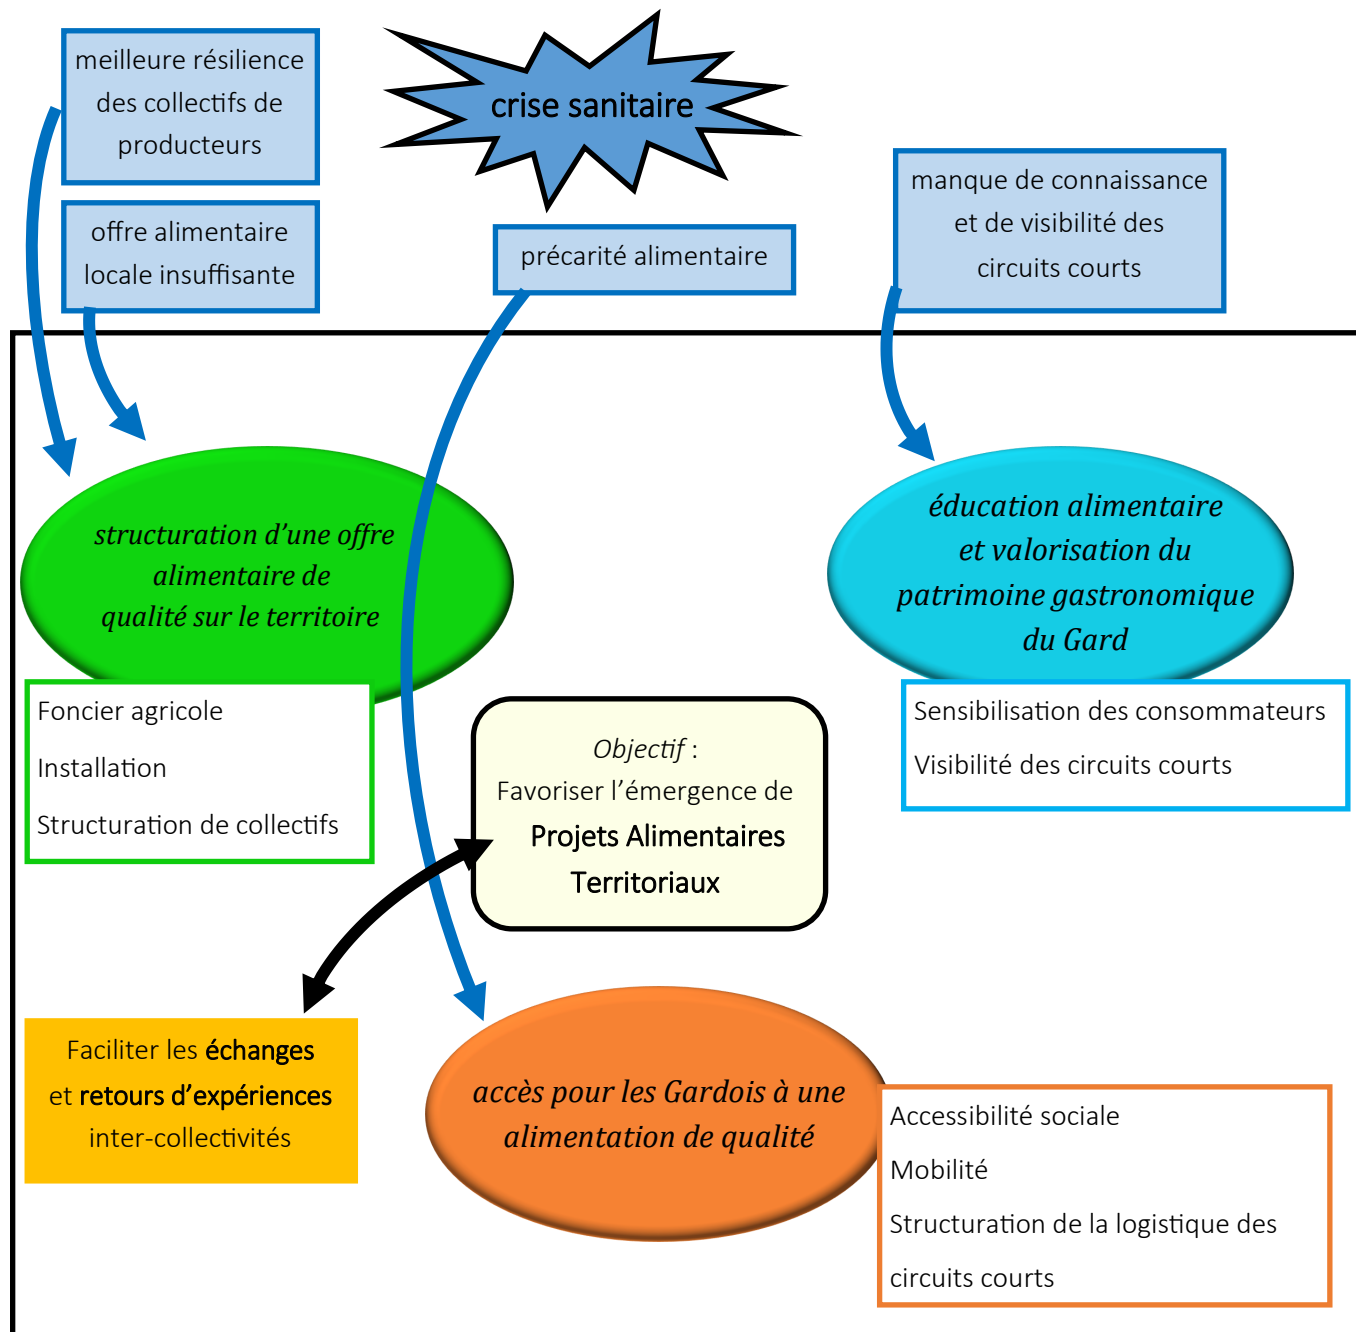 meilleure résilience
des collectifs de
producteurs
crise sanitaire
manque de connaissance
et de visibilité des
circuits courts
offre alimentaire
locale insuffisante
précarité alimentaire
structuration d’une offre
alimentaire de
qualité sur le territoire
éducation alimentaire
et valorisation du
patrimoine gastronomique
du Gard
Foncier agricole
Installation
Structuration de collectifs
Objectif :
Favoriser l’émergence de
Projets Alimentaires
Territoriaux
Sensibilisation des consommateurs
Visibilité des circuits courts
Faciliter les échanges
et retours d’expériences
inter-collectivités
accès pour les Gardois à une
alimentation de qualité
Accessibilité sociale
Mobilité
Structuration de la logistique des
circuits courts